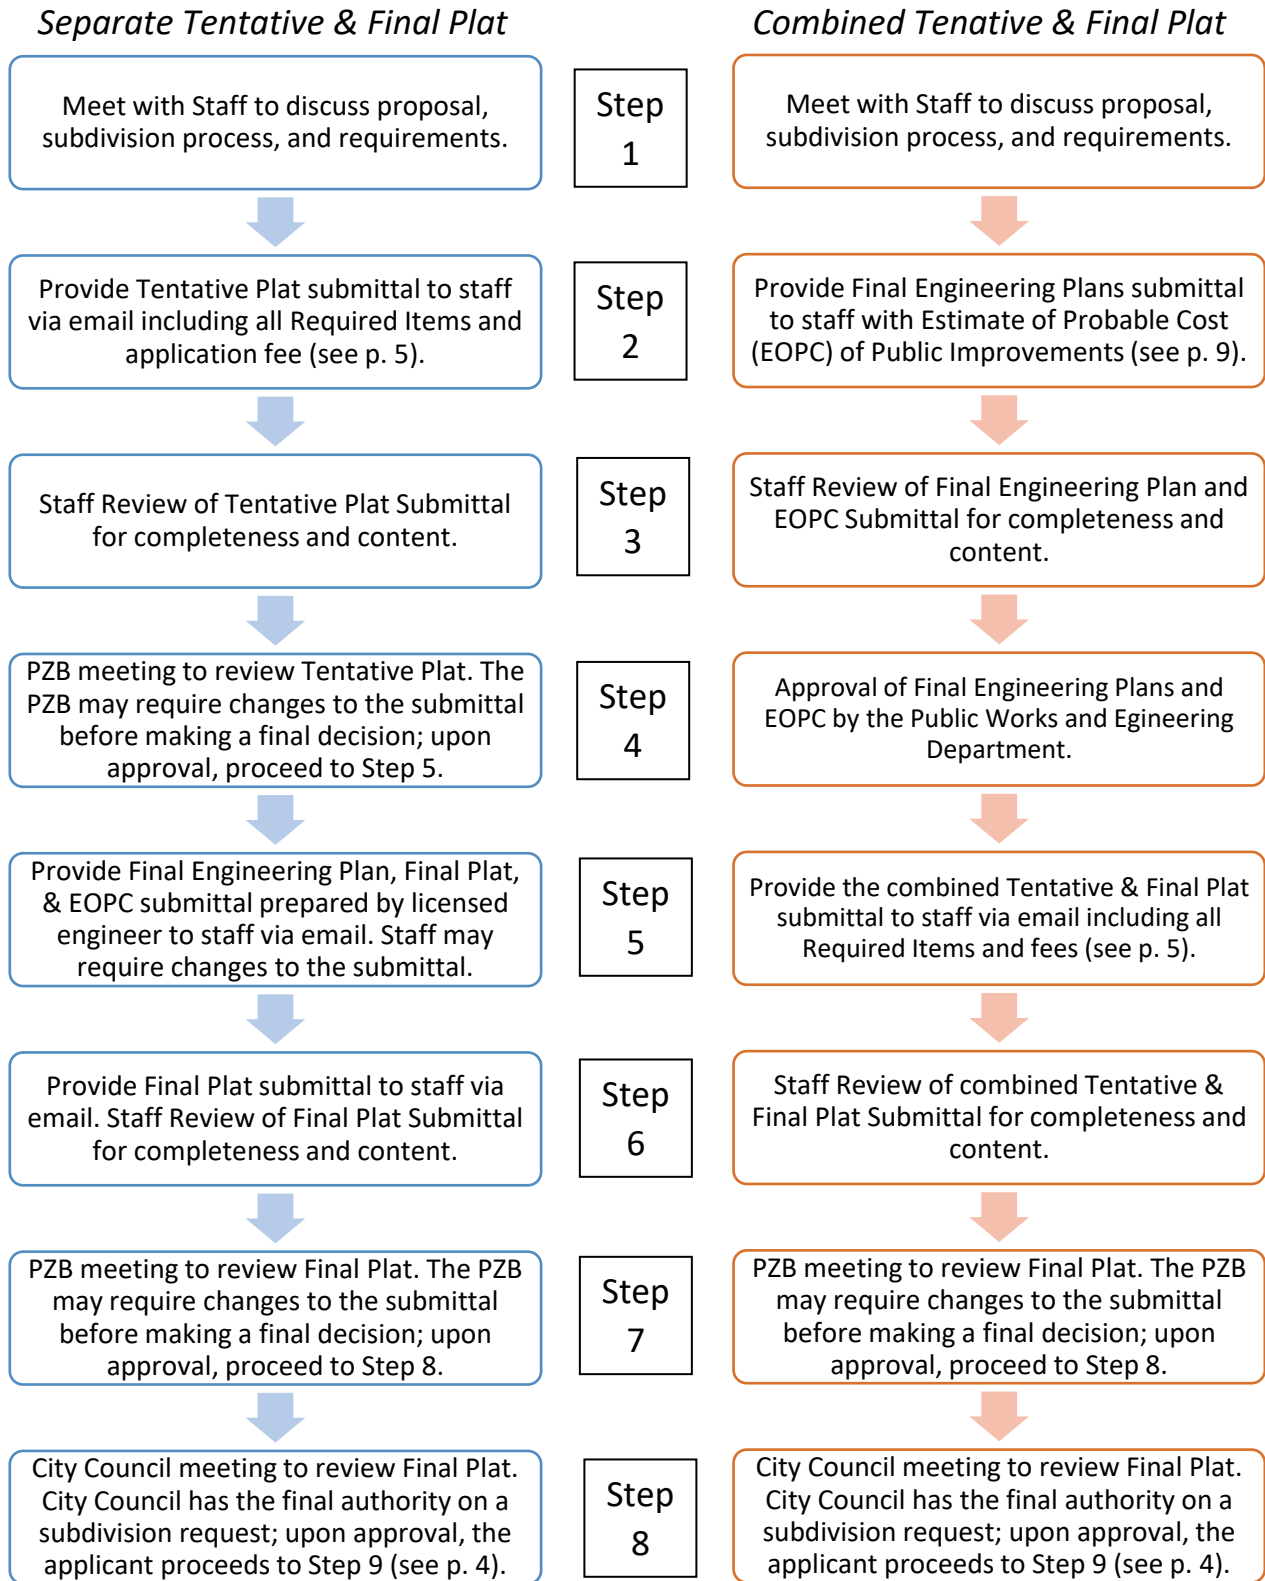 Separate Tentative & Final Plat
Combined Tenative & Final Plat
Meet with Staff to discuss proposal,
subdivision process, and requirements.
Step
1
Meet with Staff to discuss proposal,
subdivision process, and requirements.
Provide Tentative Plat submittal to staff
via email including all Required Items and
application fee (see p. 5).
Step
2
Provide Final Engineering Plans submittal
to staff with Estimate of Probable Cost
(EOPC) of Public Improvements (see p. 9).
Staff Review of Tentative Plat Submittal
for completeness and content.
Step
3
Staff Review of Final Engineering Plan and
EOPC Submittal for completeness and
content.
PZB meeting to review Tentative Plat. The
PZB may require changes to the submittal
before making a final decision; upon
approval, proceed to Step 5.
Step
4
Approval of Final Engineering Plans and
EOPC by the Public Works and Egineering
Department.
Provide Final Engineering Plan, Final Plat,
& EOPC submittal prepared by licensed
engineer to staff via email. Staff may
require changes to the submittal.
Step
5
Provide the combined Tentative & Final Plat
submittal to staff via email including all
Required Items and fees (see p. 5).
Provide Final Plat submittal to staff via
email. Staff Review of Final Plat Submittal
for completeness and content.
Step
6
Staff Review of combined Tentative &
Final Plat Submittal for completeness and
content.
PZB meeting to review Final Plat. The PZB
may require changes to the submittal
before making a final decision; upon
approval, proceed to Step 8.
Step
7
PZB meeting to review Final Plat. The PZB
may require changes to the submittal
before making a final decision; upon
approval, proceed to Step 8.
City Council meeting to review Final Plat.
City Council has the final authority on a
subdivision request; upon approval, the
applicant proceeds to Step 9 (see p. 4).
Step
8
City Council meeting to review Final Plat.
City Council has the final authority on a
subdivision request; upon approval, the
applicant proceeds to Step 9 (see p. 4).